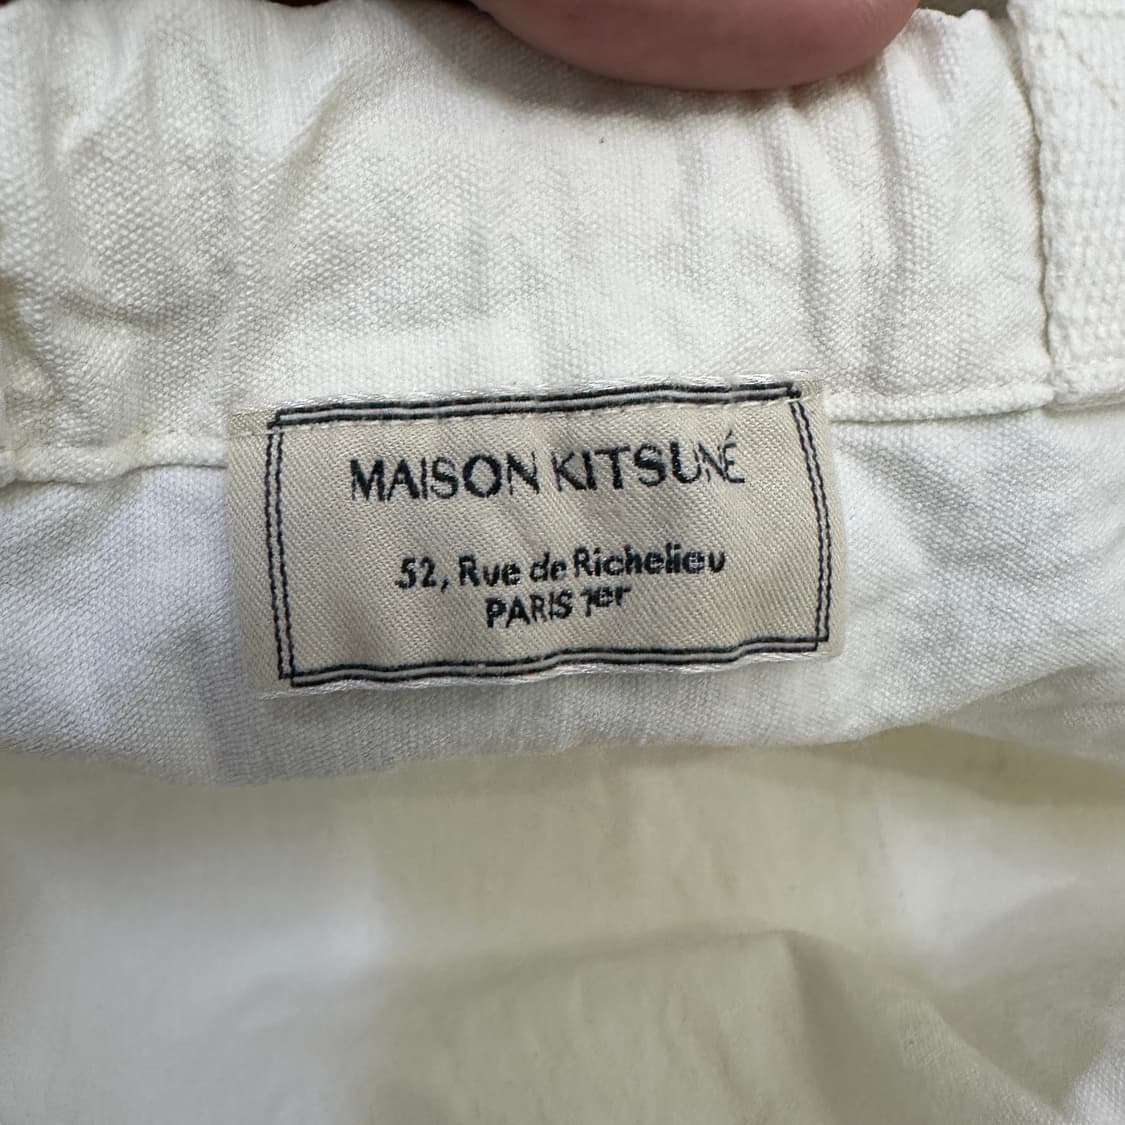 MAISON KITSUNÉ
52, Rue de Richelieu
PARIS 1er